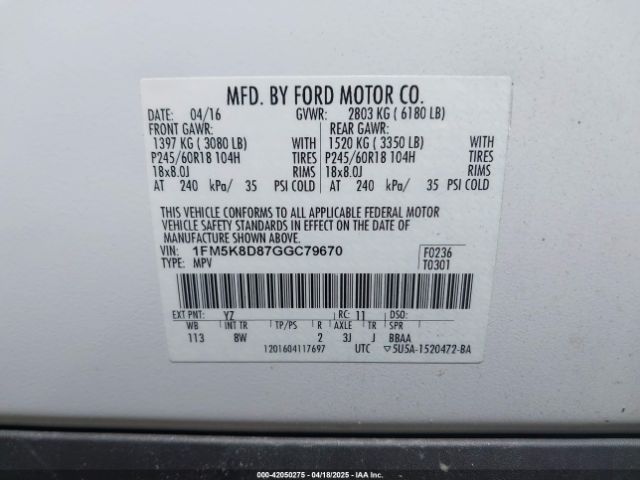 MFD. BY FORD MOTOR CO.
DATE: 04/16 GVWR: 2803 KG ( 6180 LB)
FRONT GAWR: REAR GAWR:
1397 KG ( 3080 LB) WITH 1520 KG ( 3350 LB) WITH
P245/60R18 104H TIRES P245/60R18 104H TIRES
18x8.0J RIMS 18x8.0J RIMS
AT 240 kPa/ 35 PSI COLD AT 240 kPa/ 35 PSI COLD
THIS VEHICLE CONFORMS TO ALL APPLICABLE FEDERAL MOTOR
VEHICLE SAFETY STANDARDS IN EFFECT ON THE DATE OF
MANUFACTURE SHOWN ABOVE.
VIN: 1FM5K8D87GGC79670 F0236
TYPE: MPV T0301
EXT PNT: YZ RC: 11 DSO:
WB INT TR TP/PS R AXLE TR SPR
113 8W 2 3J J BBAA
1201604117697 UTC ▽5U5A-1520472-BA
000-42050275 - 04/18/2025 - IAA Inc.